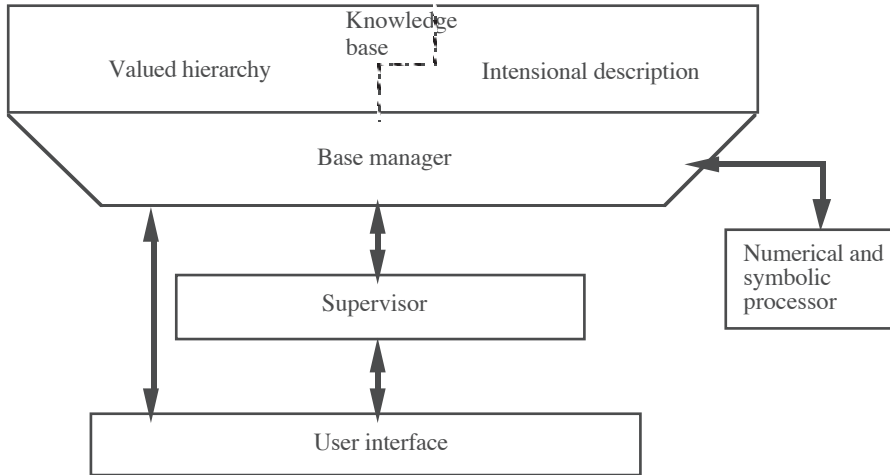 Knowledge
base
Valued hierarchy
Intensional description
Base manager
Numerical and
symbolic
processor
Supervisor
User interface